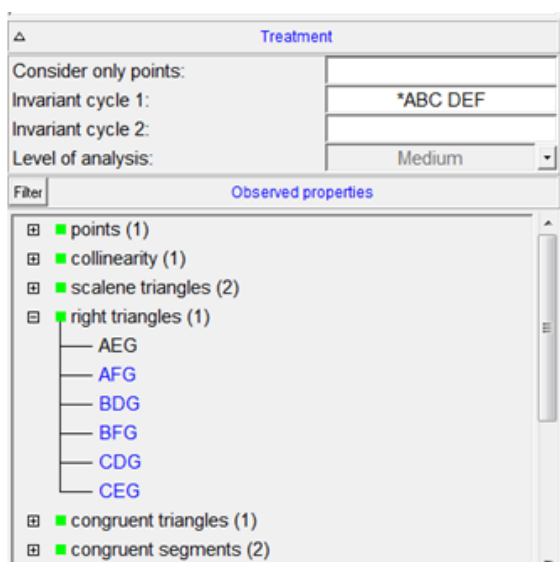 Treatment
Consider only points:
Invariant cycle 1: *ABC DEF
Invariant cycle 2:
Level of analysis: Medium
Filter Observed properties
points (1)
collinearity (1)
scalene triangles (2)
right triangles (1)
AEG
AFG
BDG
BFG
CDG
CEG
congruent triangles (1)
congruent segments (2)